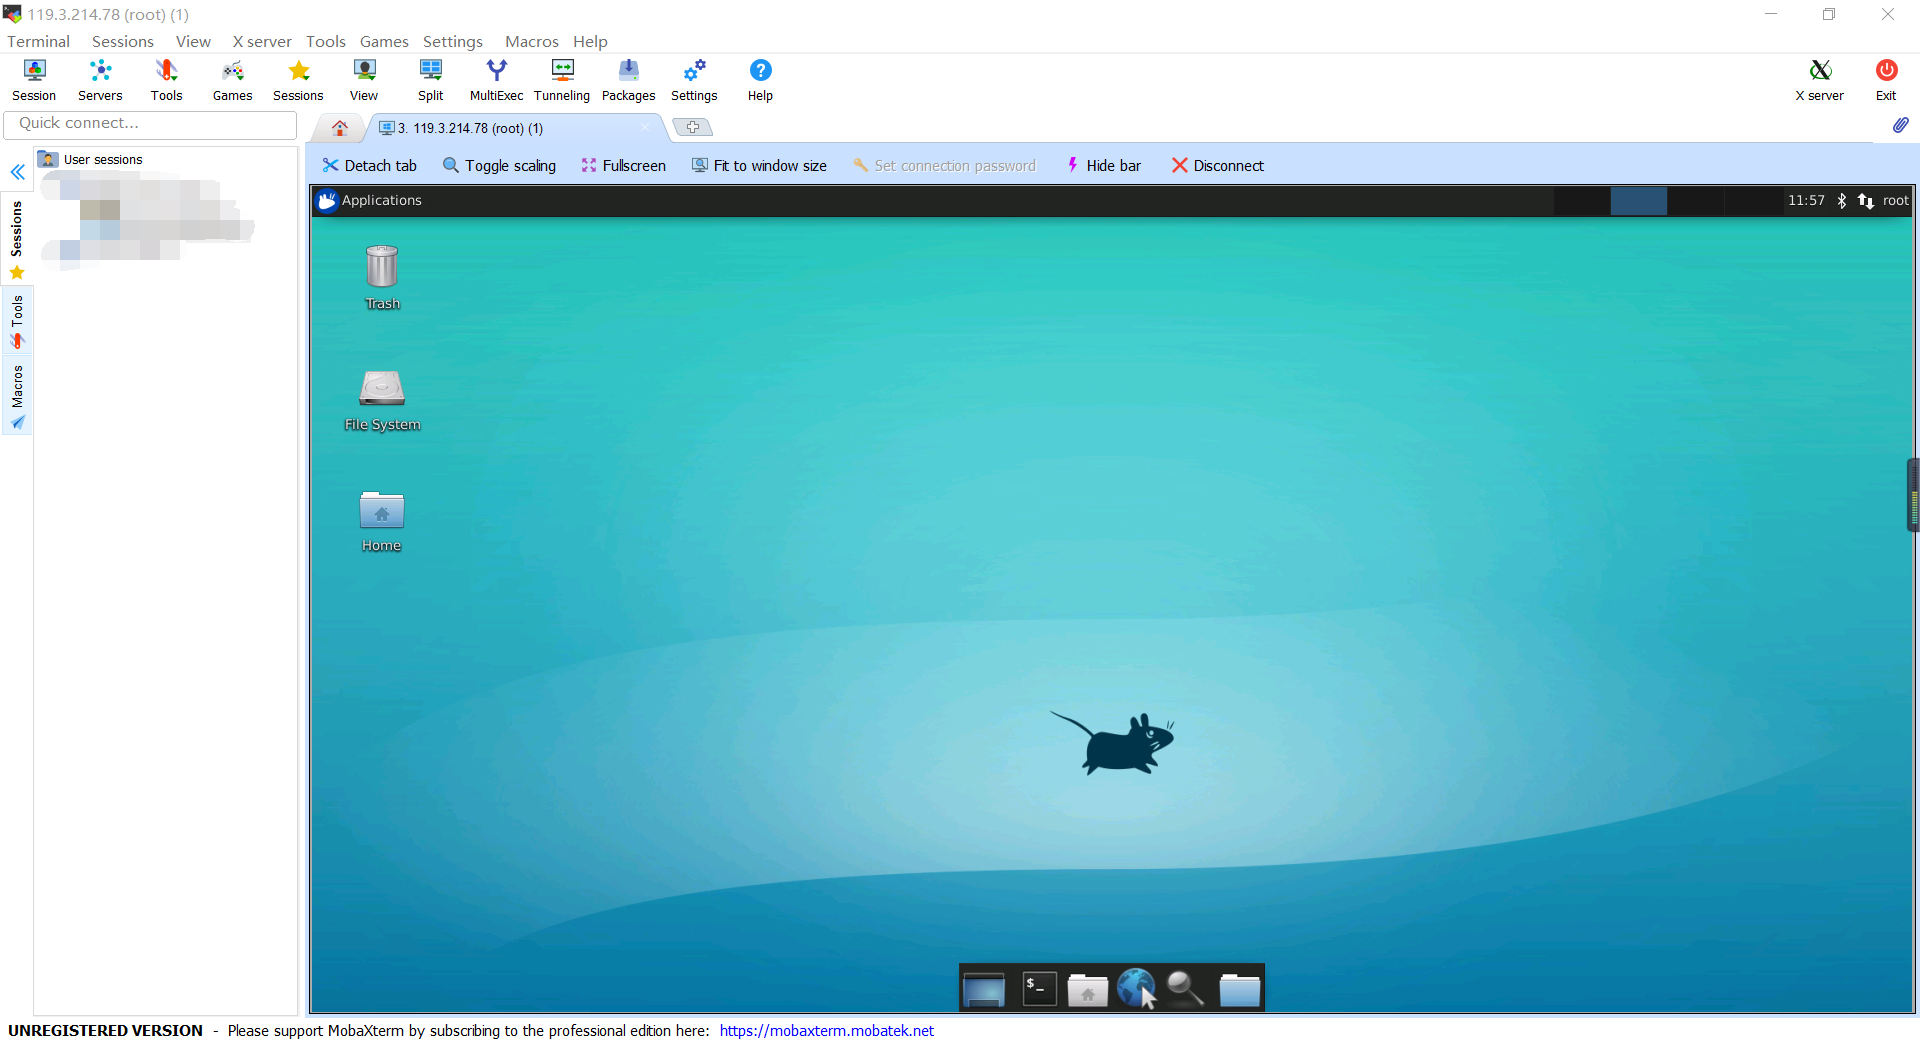 119.3.214.78 (root) (1)
Terminal Sessions View X server Tools Games Settings Macros Help
Session Servers Tools Games Sessions View Split MultiExec Tunneling Packages Settings Help X server Exit
Quick connect...
3. 119.3.214.78 (root) (1)
User sessions
Detach tab Toggle scaling Fullscreen Fit to window size Set connection password Hide bar Disconnect
Sessions
Tools
Macros
Applications 11:57 root
Trash
File System
Home
$_
UNREGISTERED VERSION - Please support MobaXterm by subscribing to the professional edition here: https://mobaxterm.mobatek.net